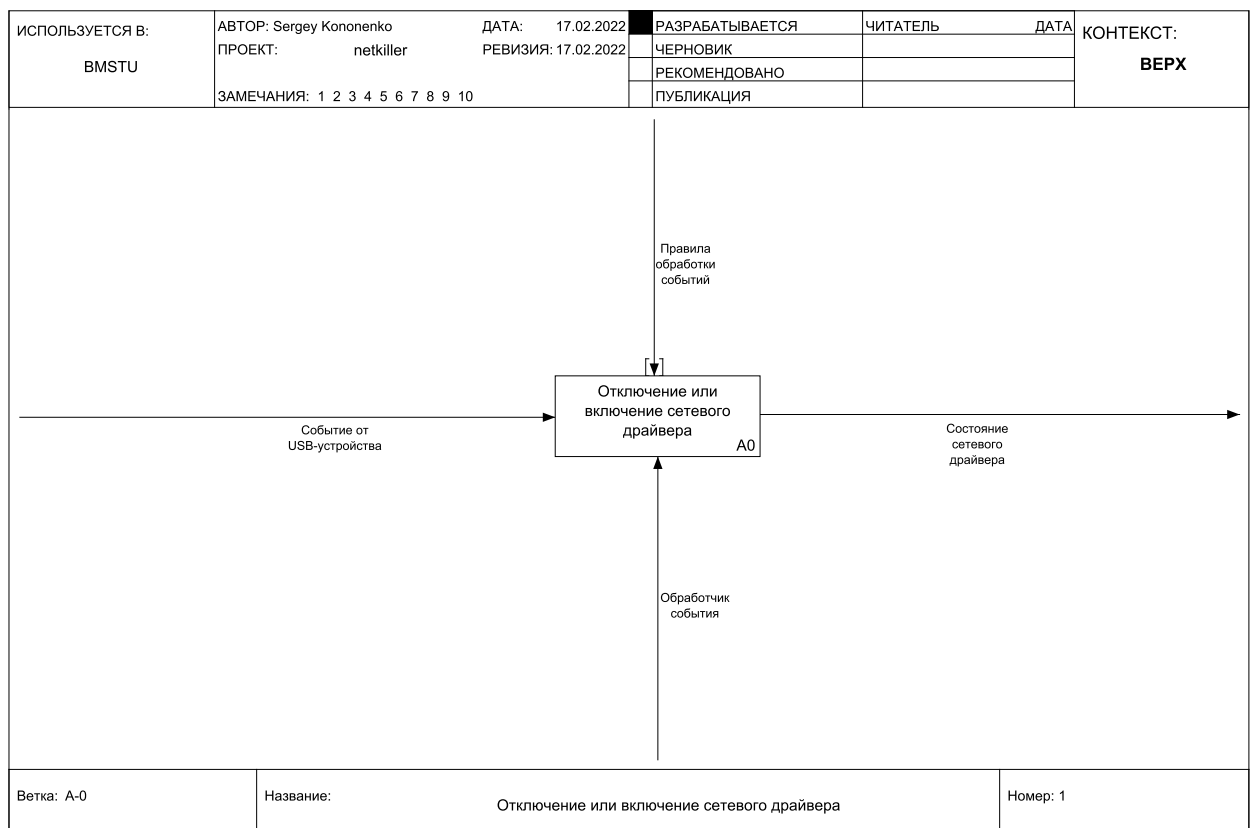 ИСПОЛЬЗУЕТСЯ В:
BMSTU
АВТОР: Sergey Kononenko
ДАТА: 17.02.2022
ПРОЕКТ: netkiller
РЕВИЗИЯ: 17.02.2022
ЗАМЕЧАНИЯ: 1 2 3 4 5 6 7 8 9 10
РАЗРАБАТЫВАЕТСЯ
ЧЕРНОВИК
РЕКОМЕНДОВАНО
ПУБЛИКАЦИЯ
ЧИТАТЕЛЬ ДАТА
КОНТЕКСТ:
ВЕРХ
Правила
обработки
событий
Отключение или
включение сетевого
драйвера
A0
Событие от
USB-устройства
Состояние
сетевого
драйвера
Обработчик
события
Ветка: A-0
Название:
Отключение или включение сетевого драйвера
Номер: 1